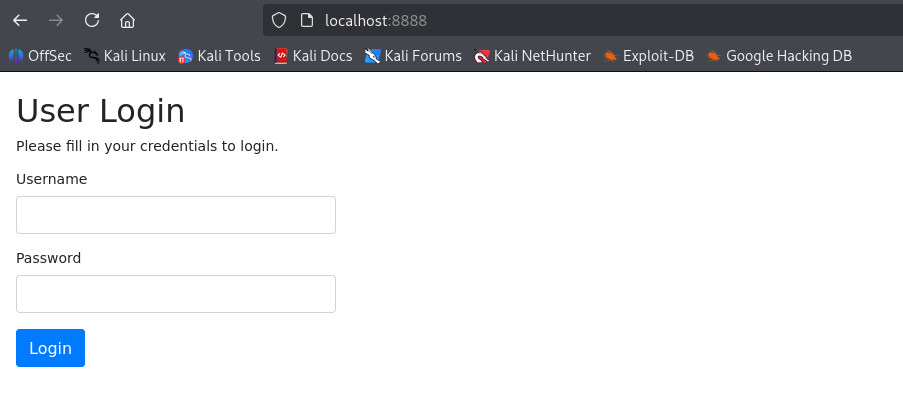 localhost:8888
OffSec Kali Linux Kali Tools Kali Docs Kali Forums Kali NetHunter Exploit-DB Google Hacking DB
User Login
Please fill in your credentials to login.
Username
Password
Login